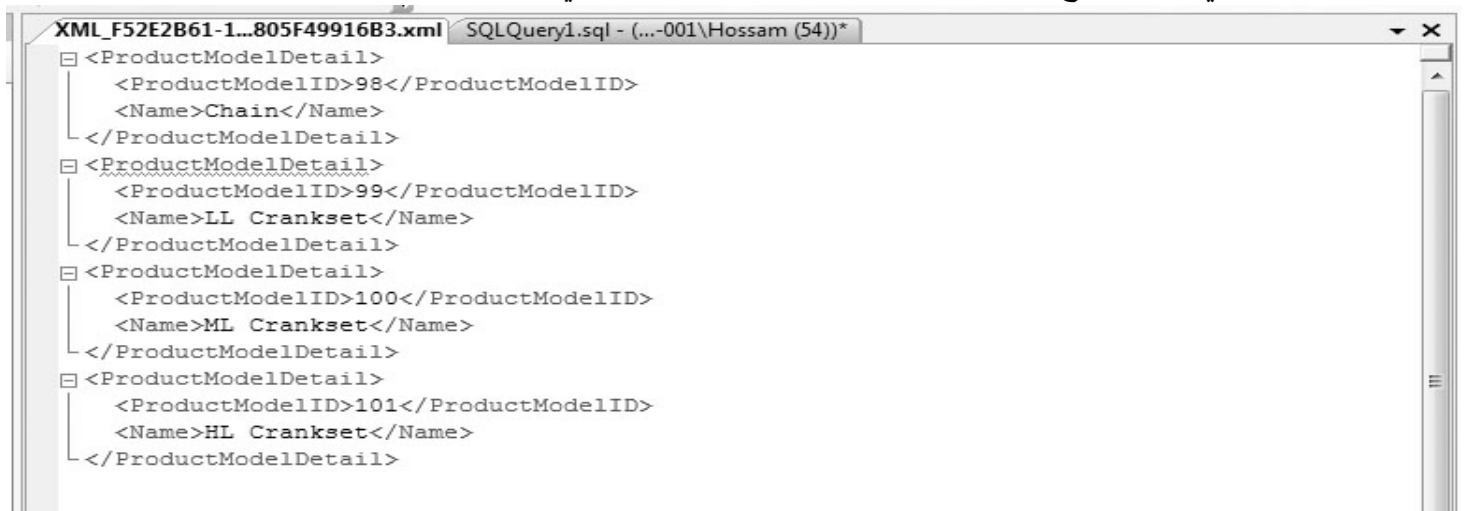 XML_F52E2B61-1...805F49916B3.xml SQLQuery1.sql - (...-001\Hossam (54))*
<ProductModelDetail>
<ProductModelID>98</ProductModelID>
<Name>Chain</Name>
</ProductModelDetail>
<ProductModelDetail>
<ProductModelID>99</ProductModelID>
<Name>LL Crankset</Name>
</ProductModelDetail>
<ProductModelDetail>
<ProductModelID>100</ProductModelID>
<Name>ML Crankset</Name>
</ProductModelDetail>
<ProductModelDetail>
<ProductModelID>101</ProductModelID>
<Name>HL Crankset</Name>
</ProductModelDetail>